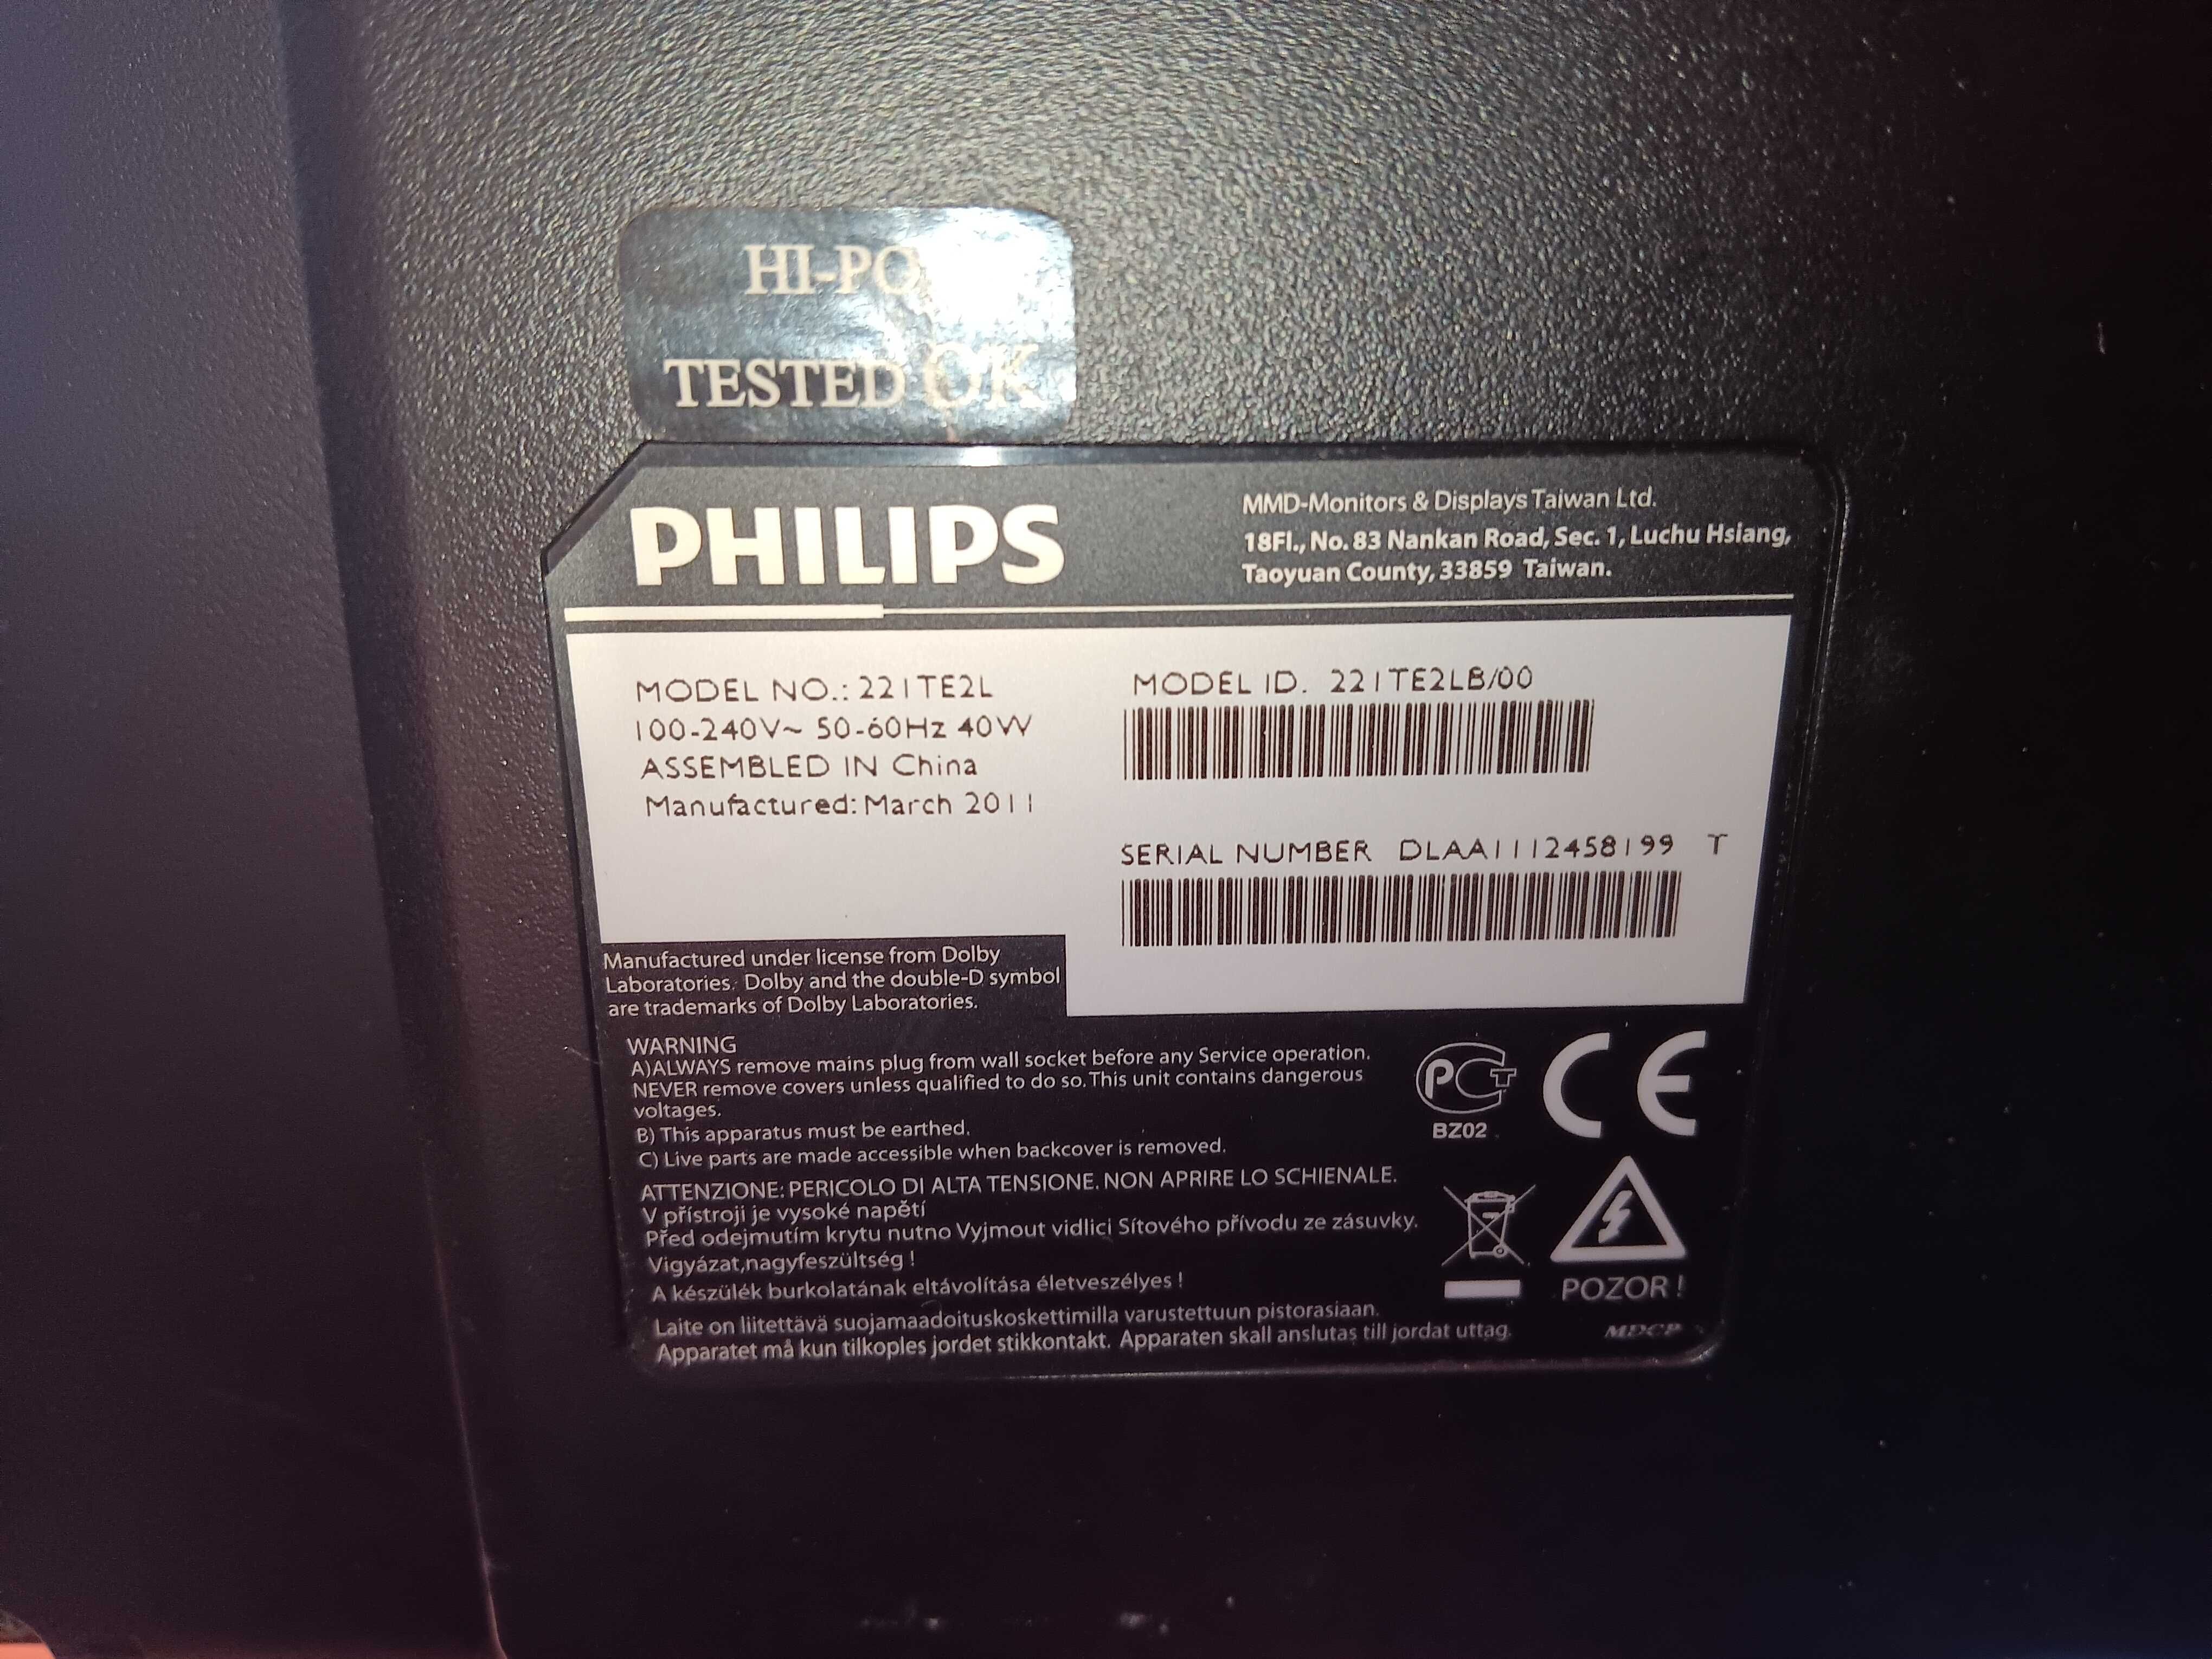 HI-PO
TESTED OK
PHILIPS
MMD-Monitors & Displays Taiwan Ltd.
18Fl., No. 83 Nankan Road, Sec. 1, Luchu Hsiang,
Taoyuan County, 33859 Taiwan.
MODEL NO.: 221TE2L
100-240V~ 50-60Hz 40W
ASSEMBLED IN China
Manufactured: March 2011
MODEL ID. 221TE2LB/00
SERIAL NUMBER DLAA1112458199 T
Manufactured under license from Dolby
Laboratories. Dolby and the double-D symbol
are trademarks of Dolby Laboratories.
WARNING
A)ALWAYS remove mains plug from wall socket before any Service operation.
NEVER remove covers unless qualified to do so. This unit contains dangerous
voltages.
B) This apparatus must be earthed.
C) Live parts are made accessible when backcover is removed.
ATTENZIONE: PERICOLO DI ALTA TENSIONE. NON APRIRE LO SCHIENALE.
V přístroji je vysoké napětí
Před odejmutím krytu nutno Vyjmout vidlici Sítového přívodu ze zásuvky.
Vigyázat,nagyfeszültség !
A készülék burkolatának eltávolítása életveszélyes !
Laite on liitettävä suojamaadoituskoskettimilla varustettuun pistorasiaan.
Apparatet må kun tilkoples jordet stikkontakt. Apparaten skall anslutas till jordat uttag.
PCT
BZ02
CE
POZOR !
MDCP